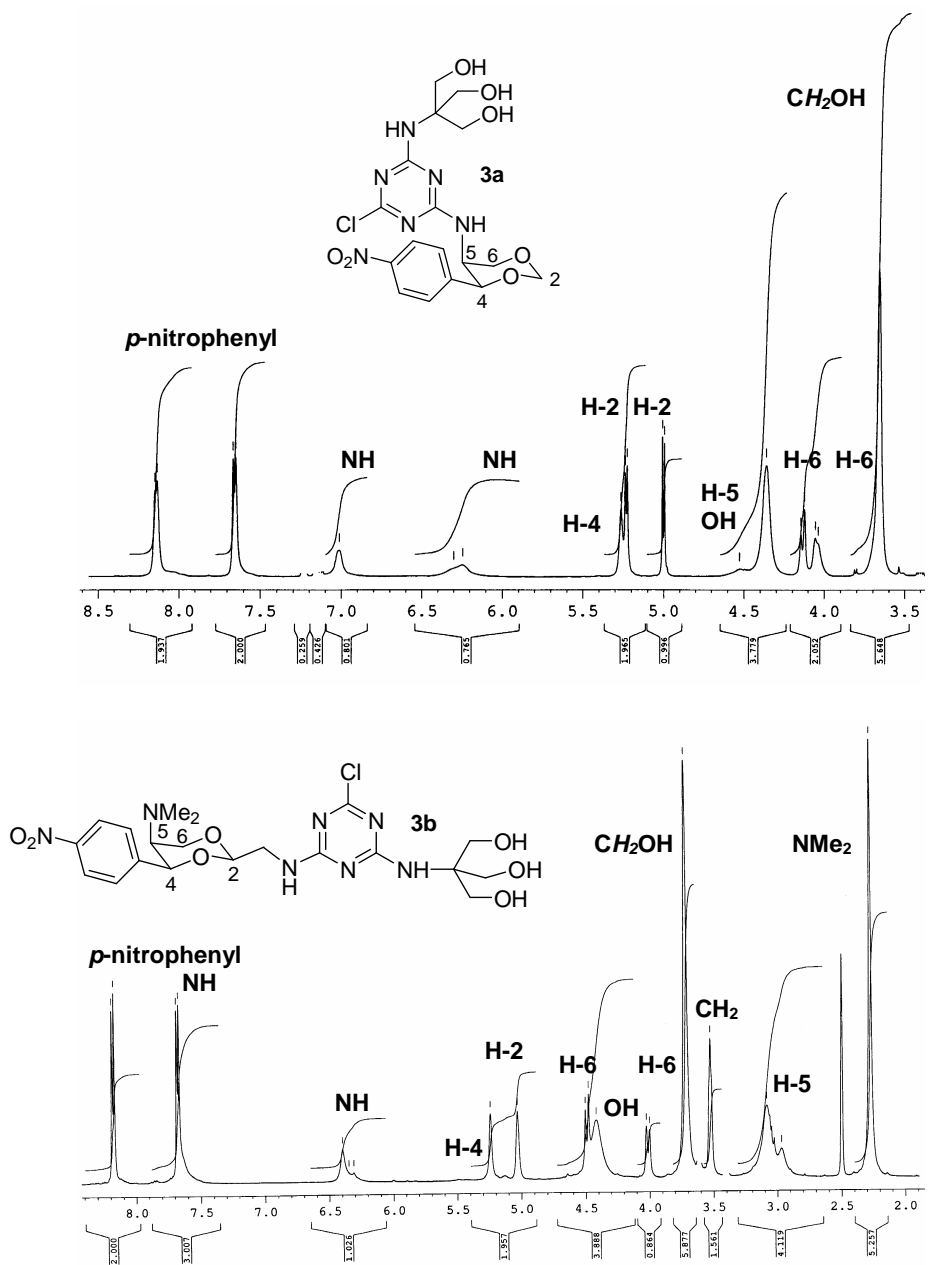 OH
OH
CH2OH
OH
HN
N N 3a
Cl N NH
O2N 5 6 O
O 2
4
p-nitrophenyl
H-2 H-2
NH NH H-6 H-6
H-5
H-4 OH
8.5 8.0 7.5 7.0 6.5 6.0 5.5 5.0 4.5 4.0 3.5
1.937 2.000 0.259 0.426 0.801 0.765 1.965 0.996 3.779 2.052 5.648
Cl
NMe2 N N 3b
5 6 OH
O2N O CH2OH NMe2
O N N NH OH
4 2 H OH
p-nitrophenyl
NH
CH2
H-2
H-6 H-6 H-5
NH OH
H-4
8.0 7.5 7.0 6.5 6.0 5.5 5.0 4.5 4.0 3.5 3.0 2.5 2.0
2.000 3.007 1.026 1.957 3.888 0.864 5.877 1.561 4.119 5.257